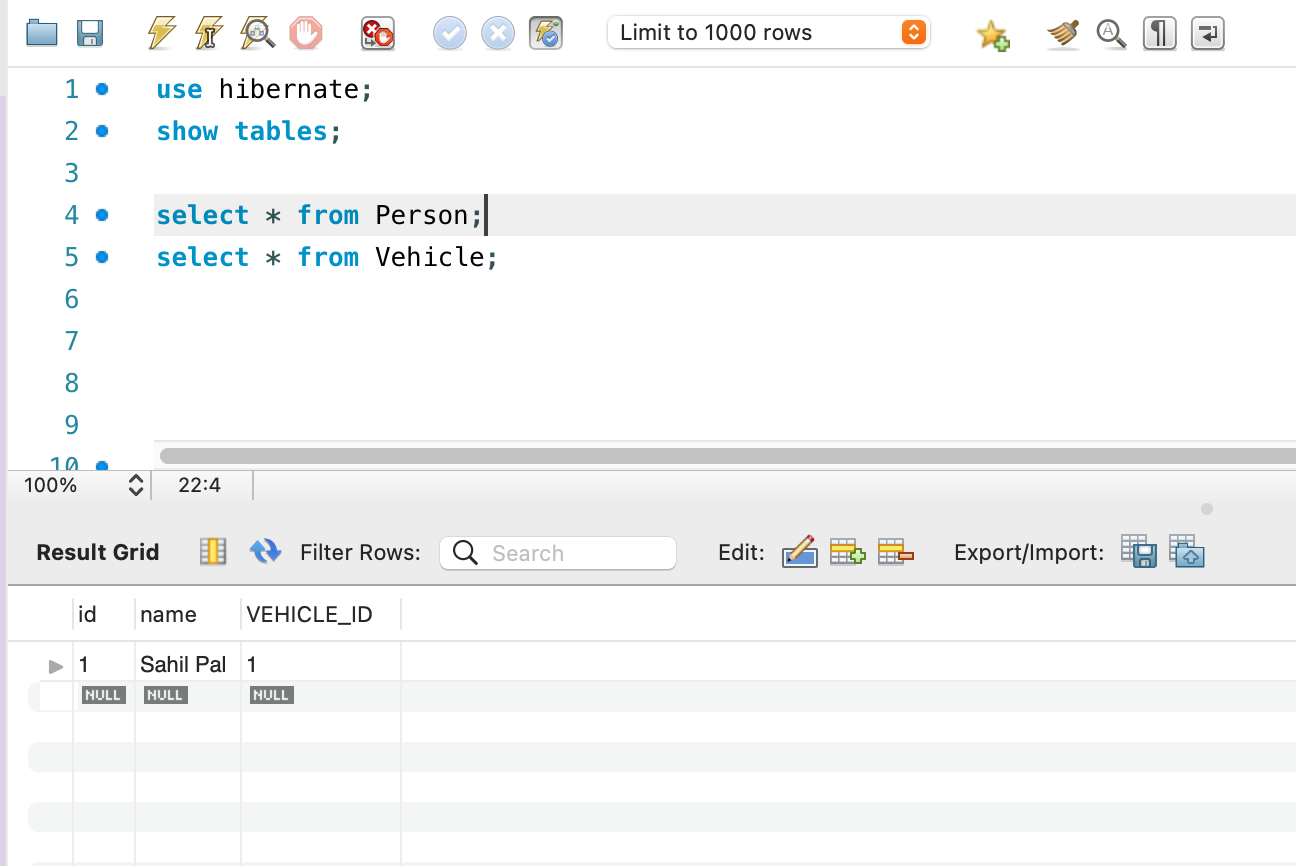 Limit to 1000 rows
1 use hibernate;
2 show tables;
3
4 select * from Person;
5 select * from Vehicle;
6
7
8
9
10
100% 22:4
Result Grid Filter Rows: Search Edit: Export/Import:
id name VEHICLE_ID
1 Sahil Pal 1
NULL NULL NULL